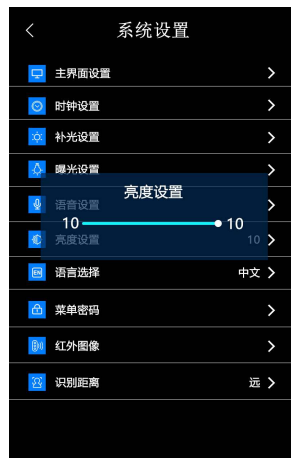 系统设置
主界面设置
时钟设置
补光设置
曝光设置
亮度设置
语音设置
10 10
亮度设置 10
EN 语言选择 中文
菜单密码
红外图像
识别距离 远